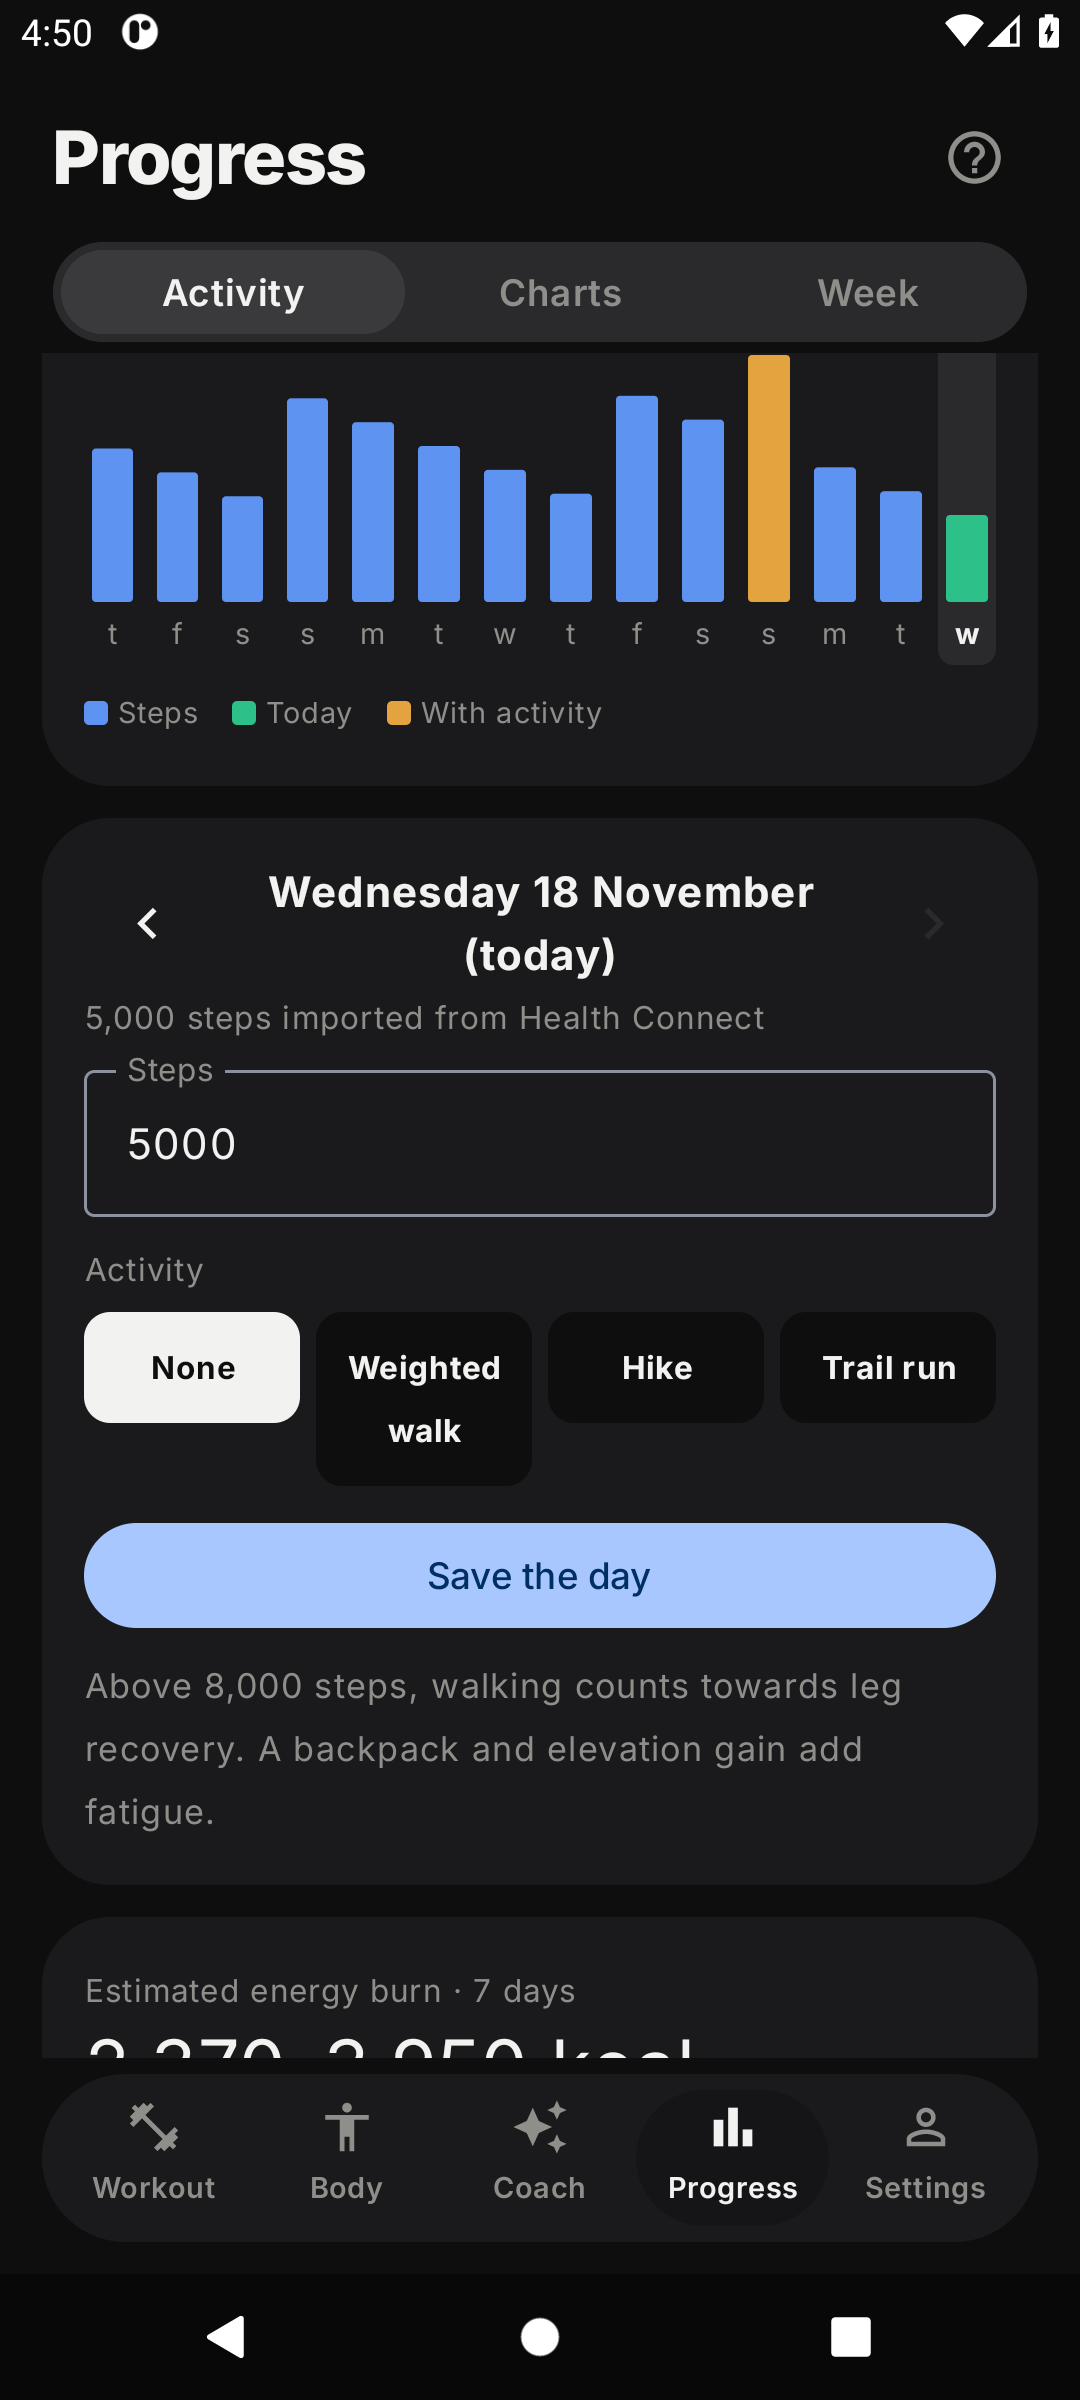 4:50
Progress
Activity Charts Week
t f s s m t w t f s s m t w
Steps Today With activity
Wednesday 18 November
(today)
5,000 steps imported from Health Connect
Steps
5000
Activity
None Weighted walk Hike Trail run
Save the day
Above 8,000 steps, walking counts towards leg
recovery. A backpack and elevation gain add
fatigue.
Estimated energy burn · 7 days
Workout Body Coach Progress Settings